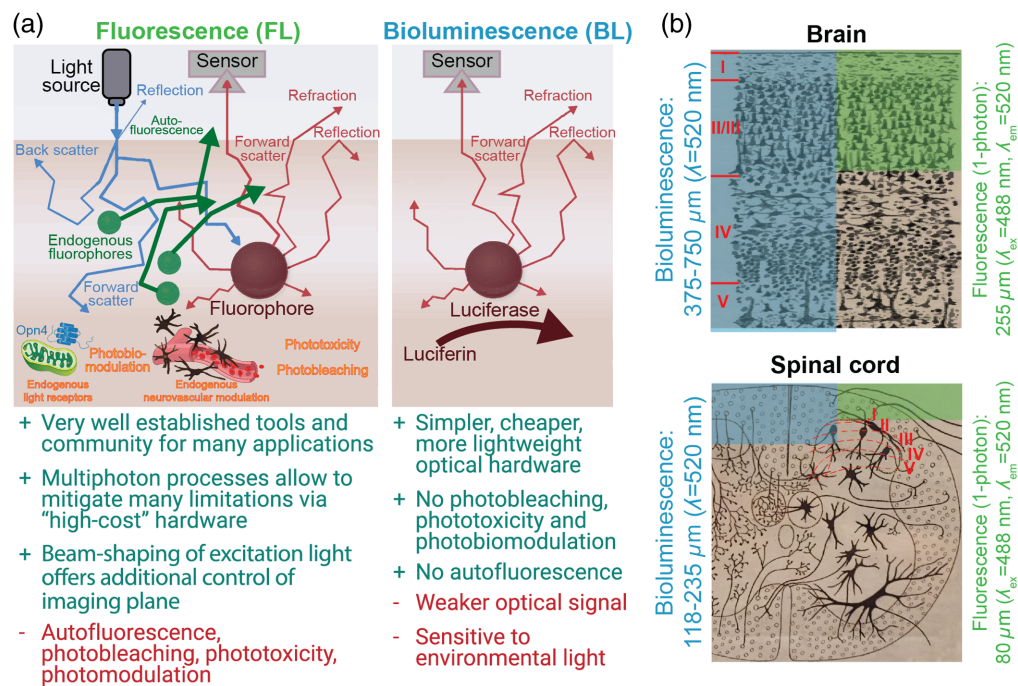 (a)
Fluorescence (FL)
Light
source
Sensor
Reflection
Auto-
fluorescence
Refraction
Reflection
Back scatter
Forward
scatter
Endogenous
fluorophores
Forward
scatter
Fluorophore
Opn4
Photobio-
modulation
Phototoxicity
Photobleaching
Endogenous
light receptors
Endogenous
neurovascular modulation
+ Very well established tools and
community for many applications
+ Multiphoton processes allow to
mitigate many limitations via
“high-cost” hardware
+ Beam-shaping of excitation light
offers additional control of
imaging plane
- Autofluorescence,
photobleaching, phototoxicity,
photomodulation
Bioluminescence (BL)
Sensor
Refraction
Reflection
Forward
scatter
Luciferase
Luciferin
+ Simpler, cheaper,
more lightweight
optical hardware
+ No photobleaching,
phototoxicity and
photobiomodulation
+ No autofluorescence
- Weaker optical signal
- Sensitive to
environmental light
(b)
Brain
Bioluminescence:
375-750 µm (ʎ=520 nm)
I
II/III
IV
V
Fluorescence (1-photon):
255 µm (ʎex=488 nm, ʎem=520 nm)
Spinal cord
Bioluminescence:
118-235 µm (ʎ=520 nm)
I
II
III
IV
V
Fluorescence (1-photon):
80 µm (ʎex=488 nm, ʎem=520 nm)